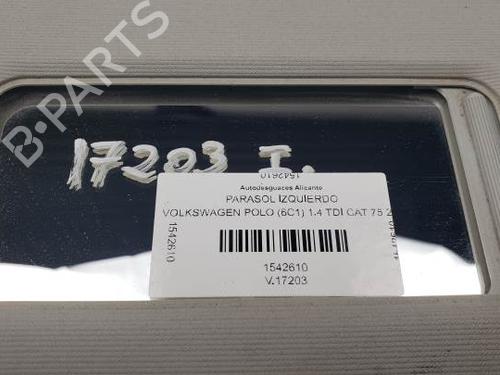 B-PARTS
17203 I.
1542610
Autodesguaces Alicante
PARASOL IZQUIERDO
VOLKSWAGEN POLO (6C1) 1.4 TDI CAT 75 2
1542610
1542610
V.17203